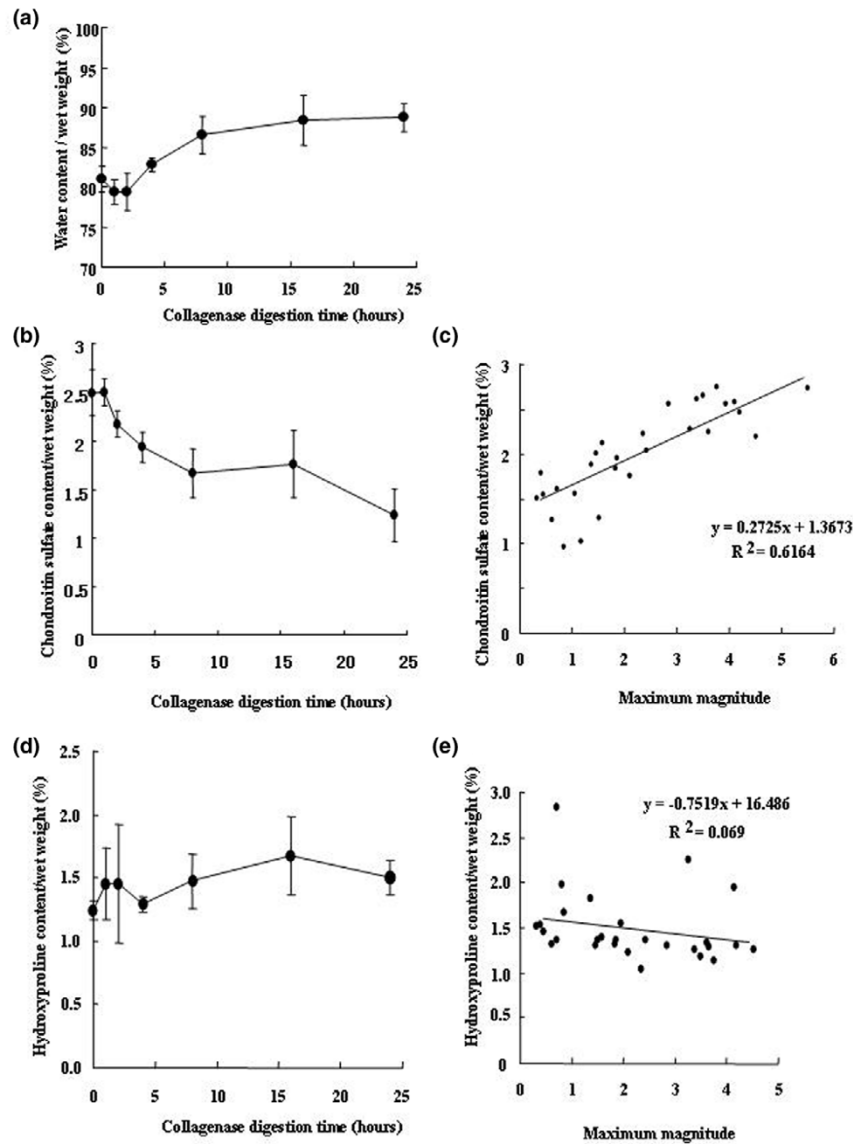 (a)
Water content / wet weight (%)
100
95
90
85
80
75
70
0 5 10 15 20 25
Collagenase digestion time (hours)
(b)
Chondroitin sulfate content/wet weight (%)
3
2.5
2
1.5
1
0.5
0
0 5 10 15 20 25
Collagenase digestion time (hours)
(c)
Chondroitin sulfate content/wet weight (%)
3
2
1
0
y = 0.2725x + 1.3673
R 2 = 0.6164
0 1 2 3 4 5 6
Maximum magnitude
(d)
Hydroxyproline content/wet weight (%)
2.5
2.0
1.5
1.0
0.5
0.0
0 5 10 15 20 25
Collagenase digestion time (hours)
(e)
Hydroxyproline content/wet weight (%)
3.0
2.5
2.0
1.5
1.0
0.5
0
y = -0.7519x + 16.486
R 2 = 0.069
0 1 2 3 4 5
Maximum magnitude